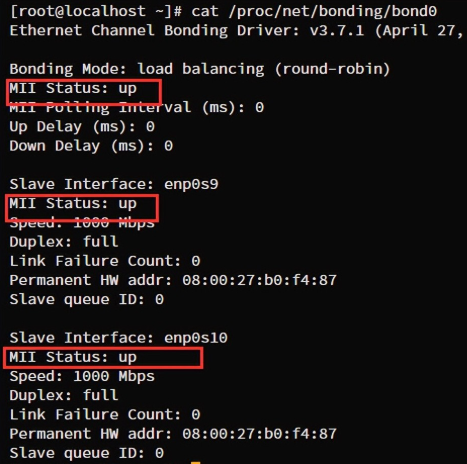 [root@localhost ~]# cat /proc/net/bonding/bond0
Ethernet Channel Bonding Driver: v3.7.1 (April 27,
Bonding Mode: load balancing (round-robin)
MII Status: up
MII Polling Interval (ms): 0
Up Delay (ms): 0
Down Delay (ms): 0
Slave Interface: enp0s9
MII Status: up
Speed: 1000 Mbps
Duplex: full
Link Failure Count: 0
Permanent HW addr: 08:00:27:b0:f4:87
Slave queue ID: 0
Slave Interface: enp0s10
MII Status: up
Speed: 1000 Mbps
Duplex: full
Link Failure Count: 0
Permanent HW addr: 08:00:27:b0:f4:87
Slave queue ID: 0